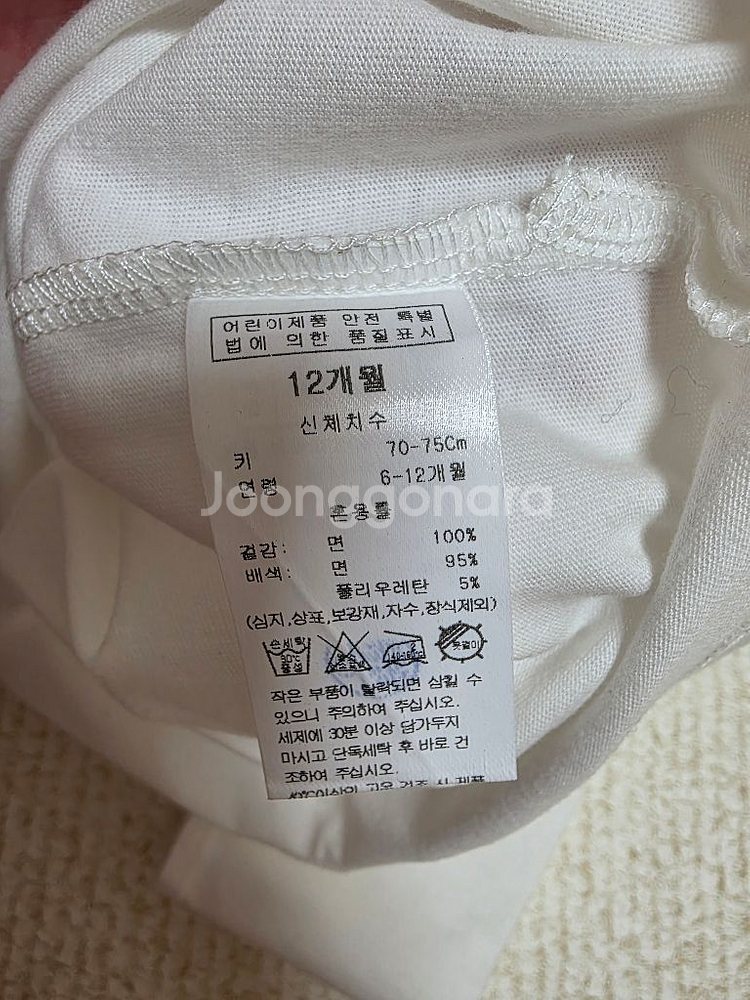 어린이제품 안전 특별
법에 의한 품질표시
12개월
신체치수
키 70-75Cm
연령 6-12개월
Joonggonara
혼용률
겉감: 면 100%
배색: 면 95%
폴리우레탄 5%
(심지,상표,보강재,자수,장식제외)
손세탁
옷걸이
작은 부품이 탈락되면 삼킬 수
있으니 주의하여 주십시오.
세제에 30분 이상 담가두지
마시고 단독세탁 후 바로 건
조하여 주십시오.